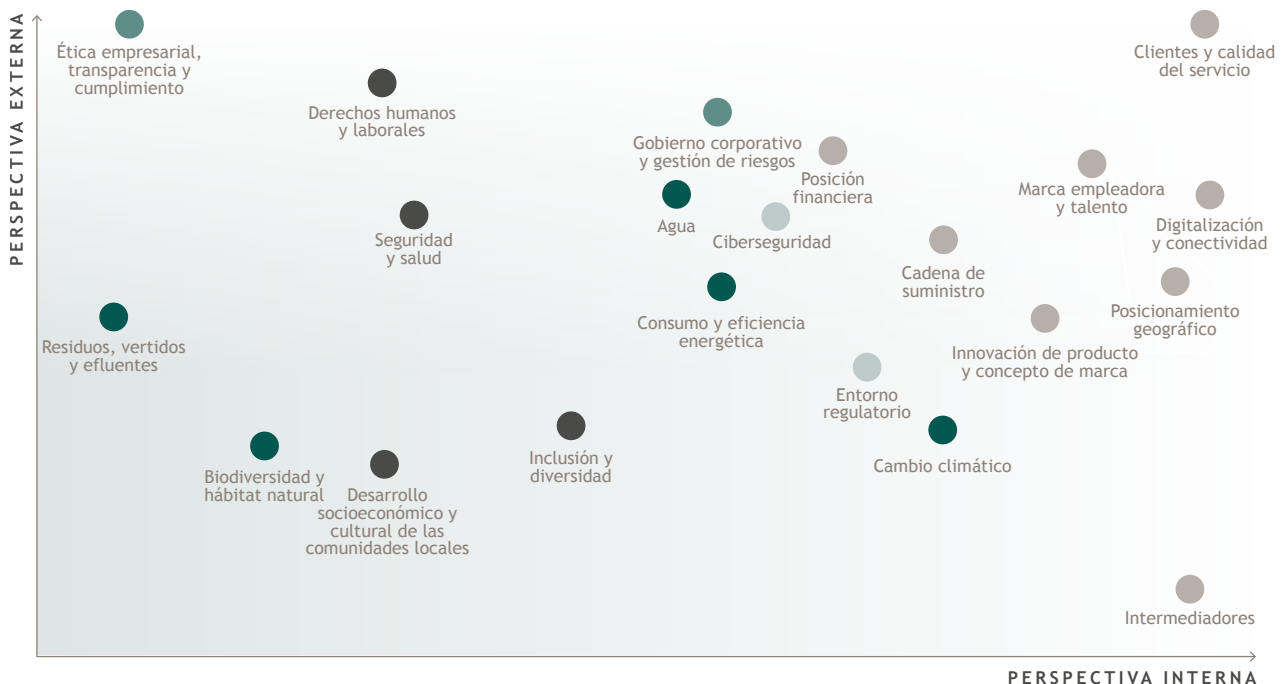 PERSPECTIVA EXTERNA
Ética empresarial,
transparencia y
cumplimiento
Derechos humanos
y laborales
Gobierno corporativo
y gestión de riesgos
Posición
financiera
Clientes y calidad
del servicio
Marca empleadora
y talento
Digitalización
y conectividad
Agua
Ciberseguridad
Seguridad
y salud
Cadena de
suministro
Posicionamiento
geográfico
Consumo y eficiencia
energética
Innovación de producto
y concepto de marca
Residuos, vertidos
y efluentes
Entorno
regulatorio
Cambio climático
Inclusión y
diversidad
Biodiversidad y
hábitat natural
Desarrollo
socioeconómico y
cultural de las
comunidades locales
Intermediadores
PERSPECTIVA INTERNA